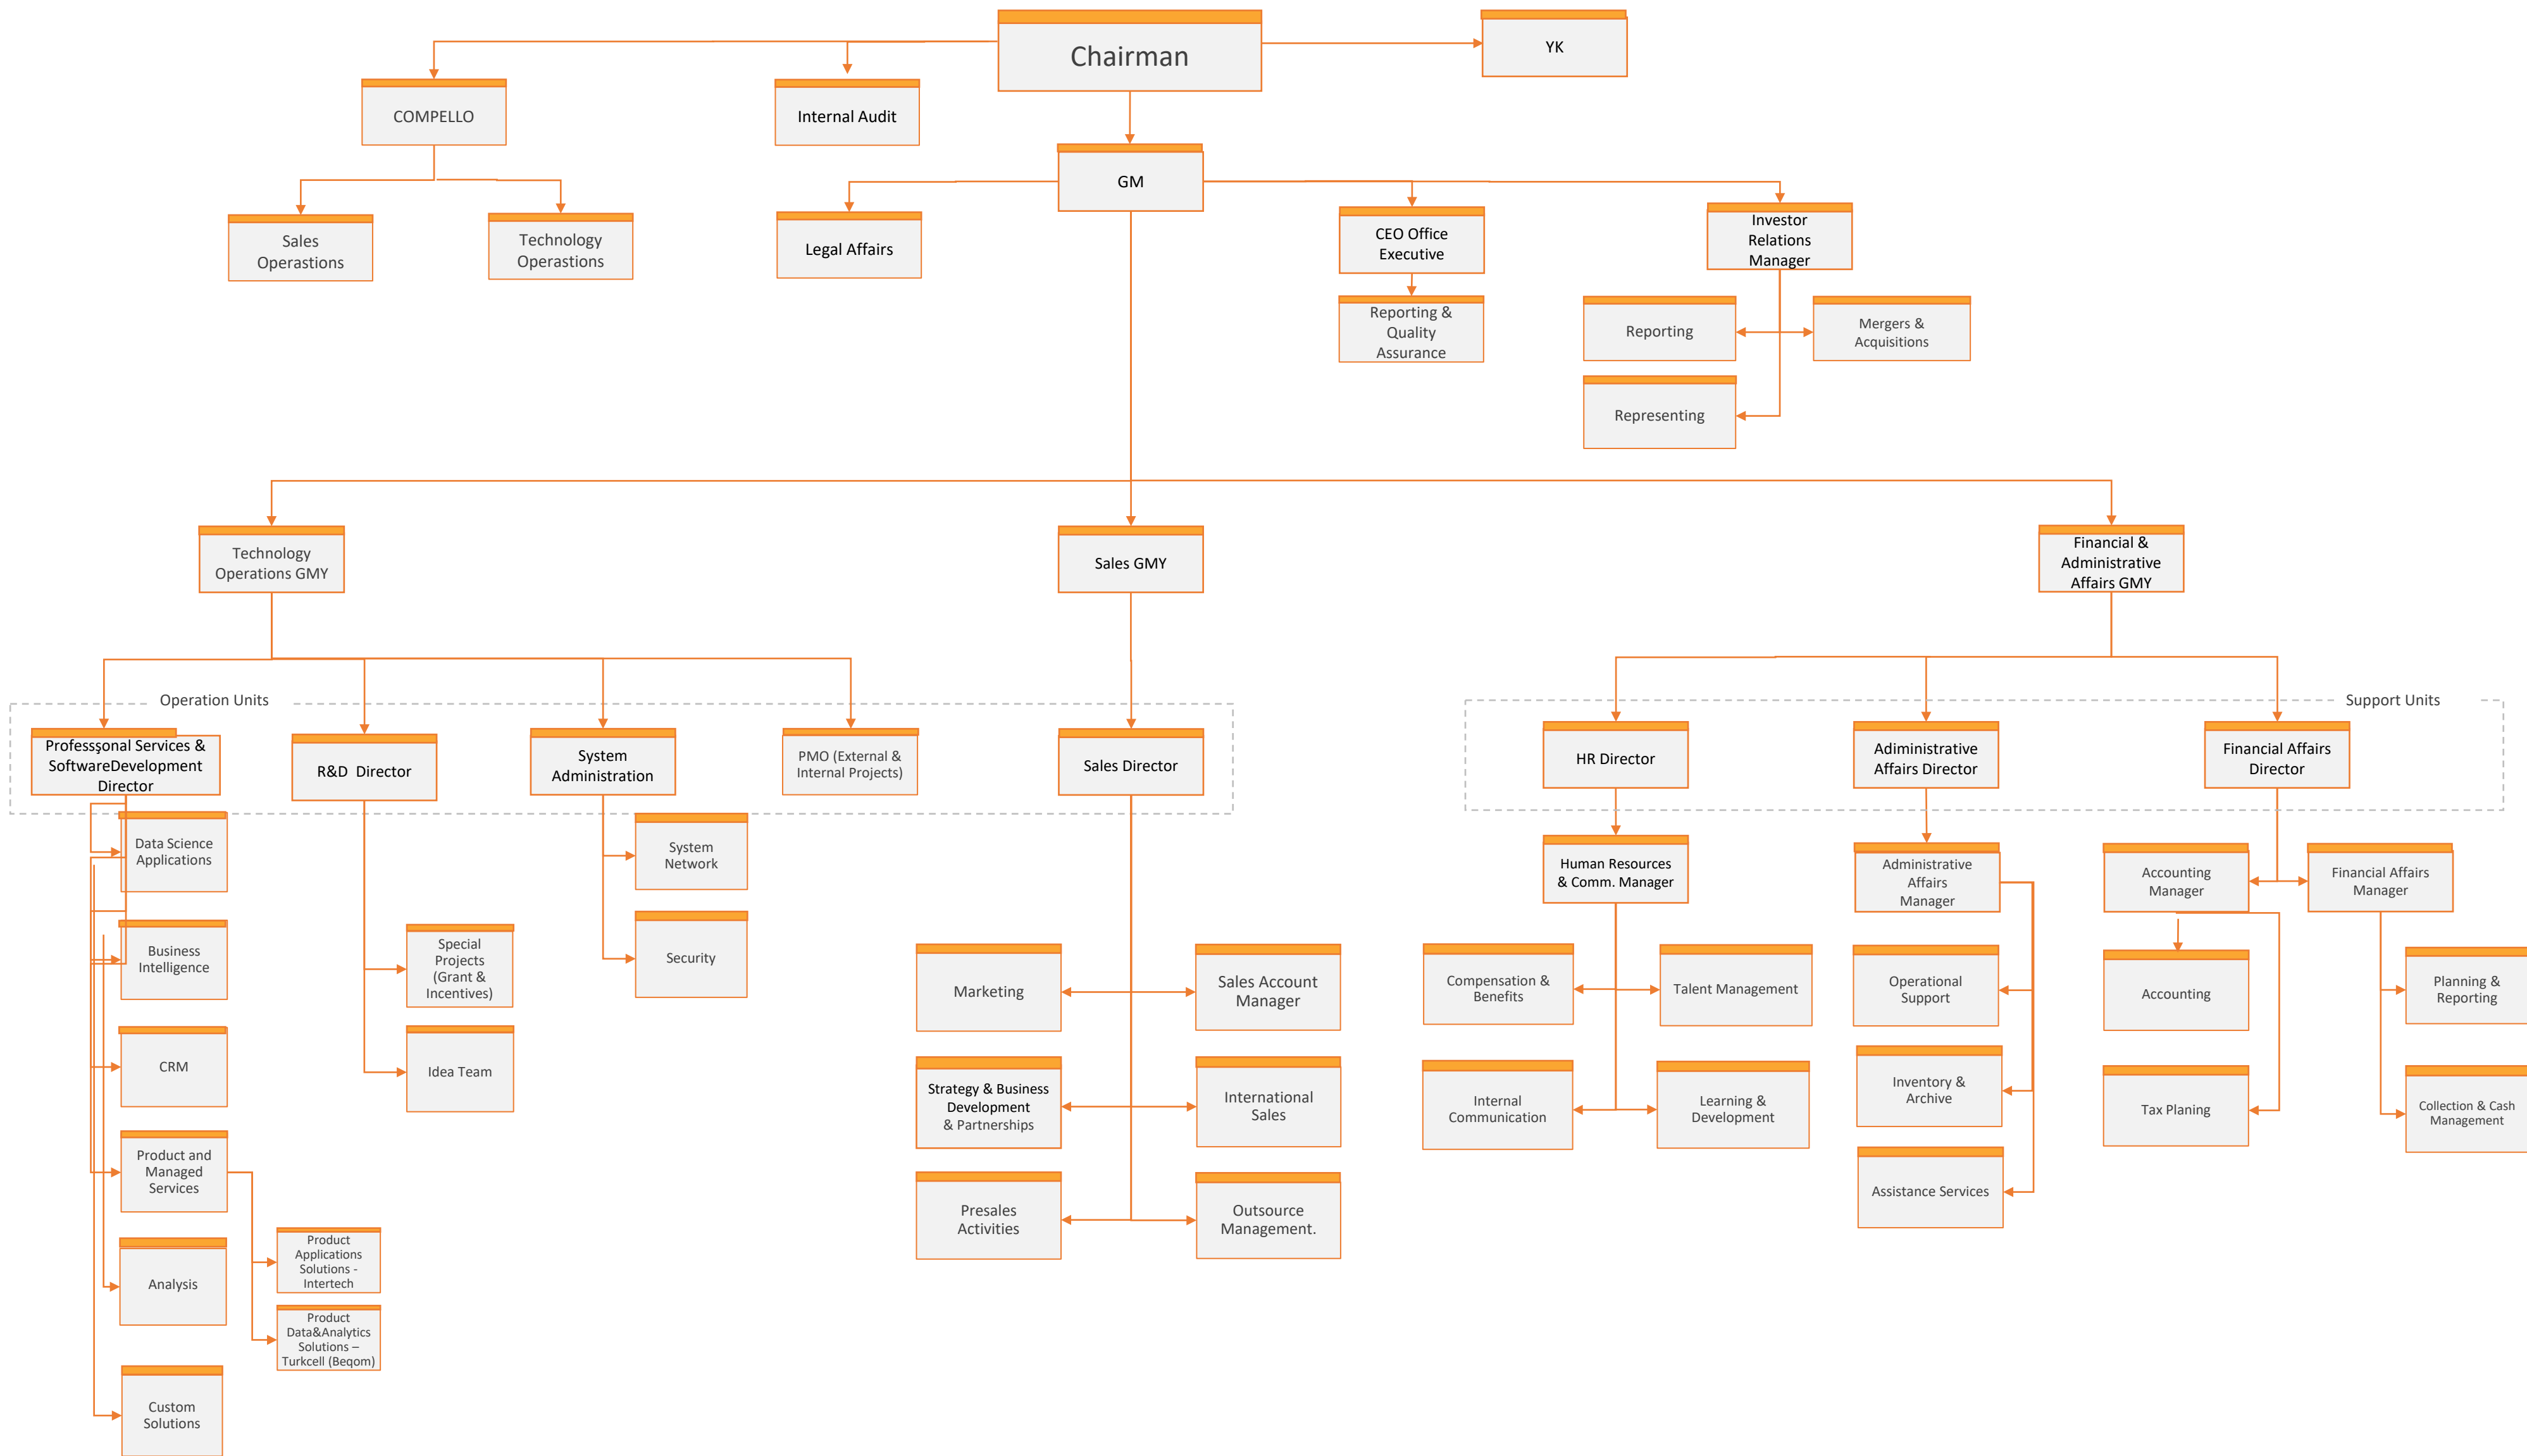 Chairman
YK
COMPELLO
Internal Audit
GM
Sales
Operastions
Technology
Operastions
Legal Affairs
CEO Office
Executive
Investor
Relations
Manager
Reporting &
Quality
Assurance
Reporting
Mergers &
Acquisitions
Representing
Technology
Operations GMY
Sales GMY
Financial &
Administrative
Affairs GMY
Operation Units
Support Units
Professşonal Services &
SoftwareDevelopment
Director
R&D  Director
System
Administration
PMO (External &
Internal Projects)
Sales Director
HR Director
Adiministrative
Affairs Director
Financial Affairs
Director
Data Science
Applications
System
Network
Human Resources
& Comm. Manager
Administrative
Affairs
Manager
Accounting
Manager
Financial Affairs
Manager
Business
Intelligence
Special
Projects
(Grant &
Incentives)
Security
Marketing
Sales Account
Manager
Compensation &
Benefits
Talent Management
Operational
Support
Accounting
Planning &
Reporting
CRM
Idea Team
Strategy & Business
Development
& Partnerships
International
Sales
Internal
Communication
Learning &
Development
Inventory &
Archive
Tax Planing
Collection & Cash
Management
Product and
Managed
Services
Presales
Activities
Outsource
Management.
Assistance Services
Analysis
Product
Applications
Solutions -
Intertech
Product
Data&Analytics
Solutions –
Turkcell (Beqom)
Custom
Solutions